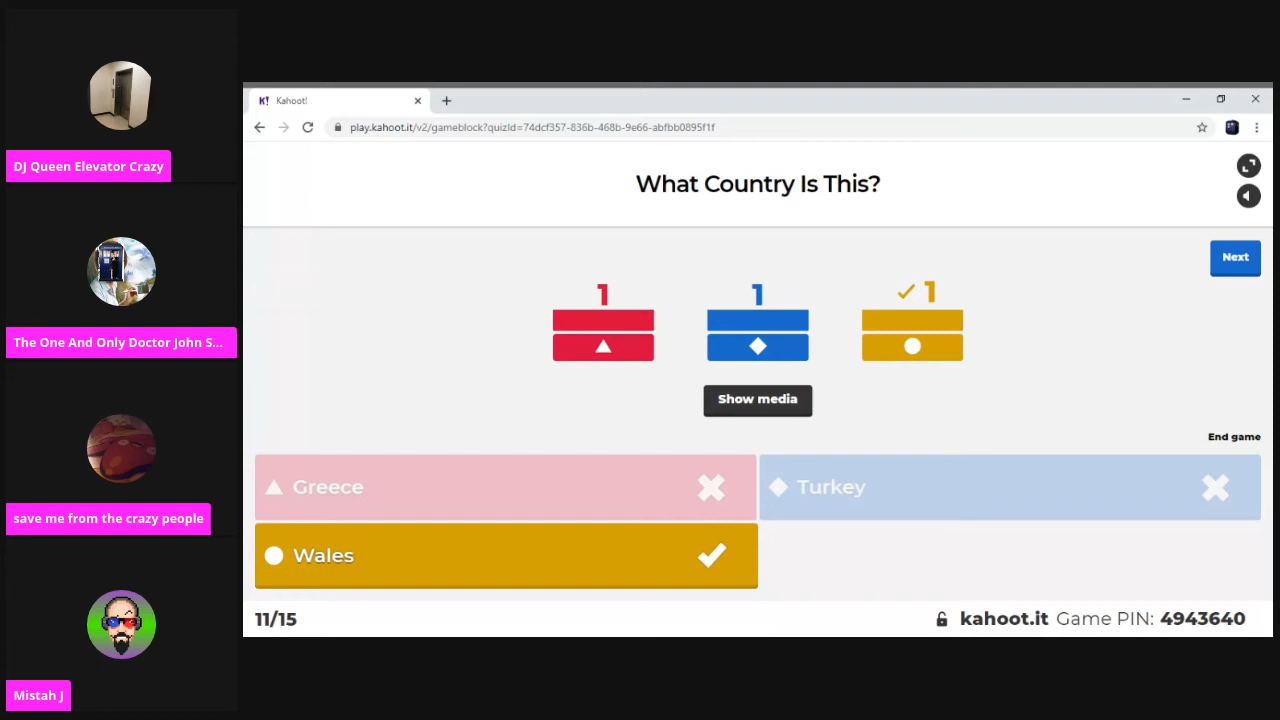 DJ Queen Elevator Crazy
The One And Only Doctor John S...
save me from the crazy people
Mistah J
K! Kahoot!
play.kahoot.it/v2/gameblock?quizId=74dcf357-836b-468b-9e66-abfbb0895f1f
What Country Is This?
Next
1 1 1
Show media
End game
Greece
Turkey
Wales
11/15
kahoot.it Game PIN: 4943640